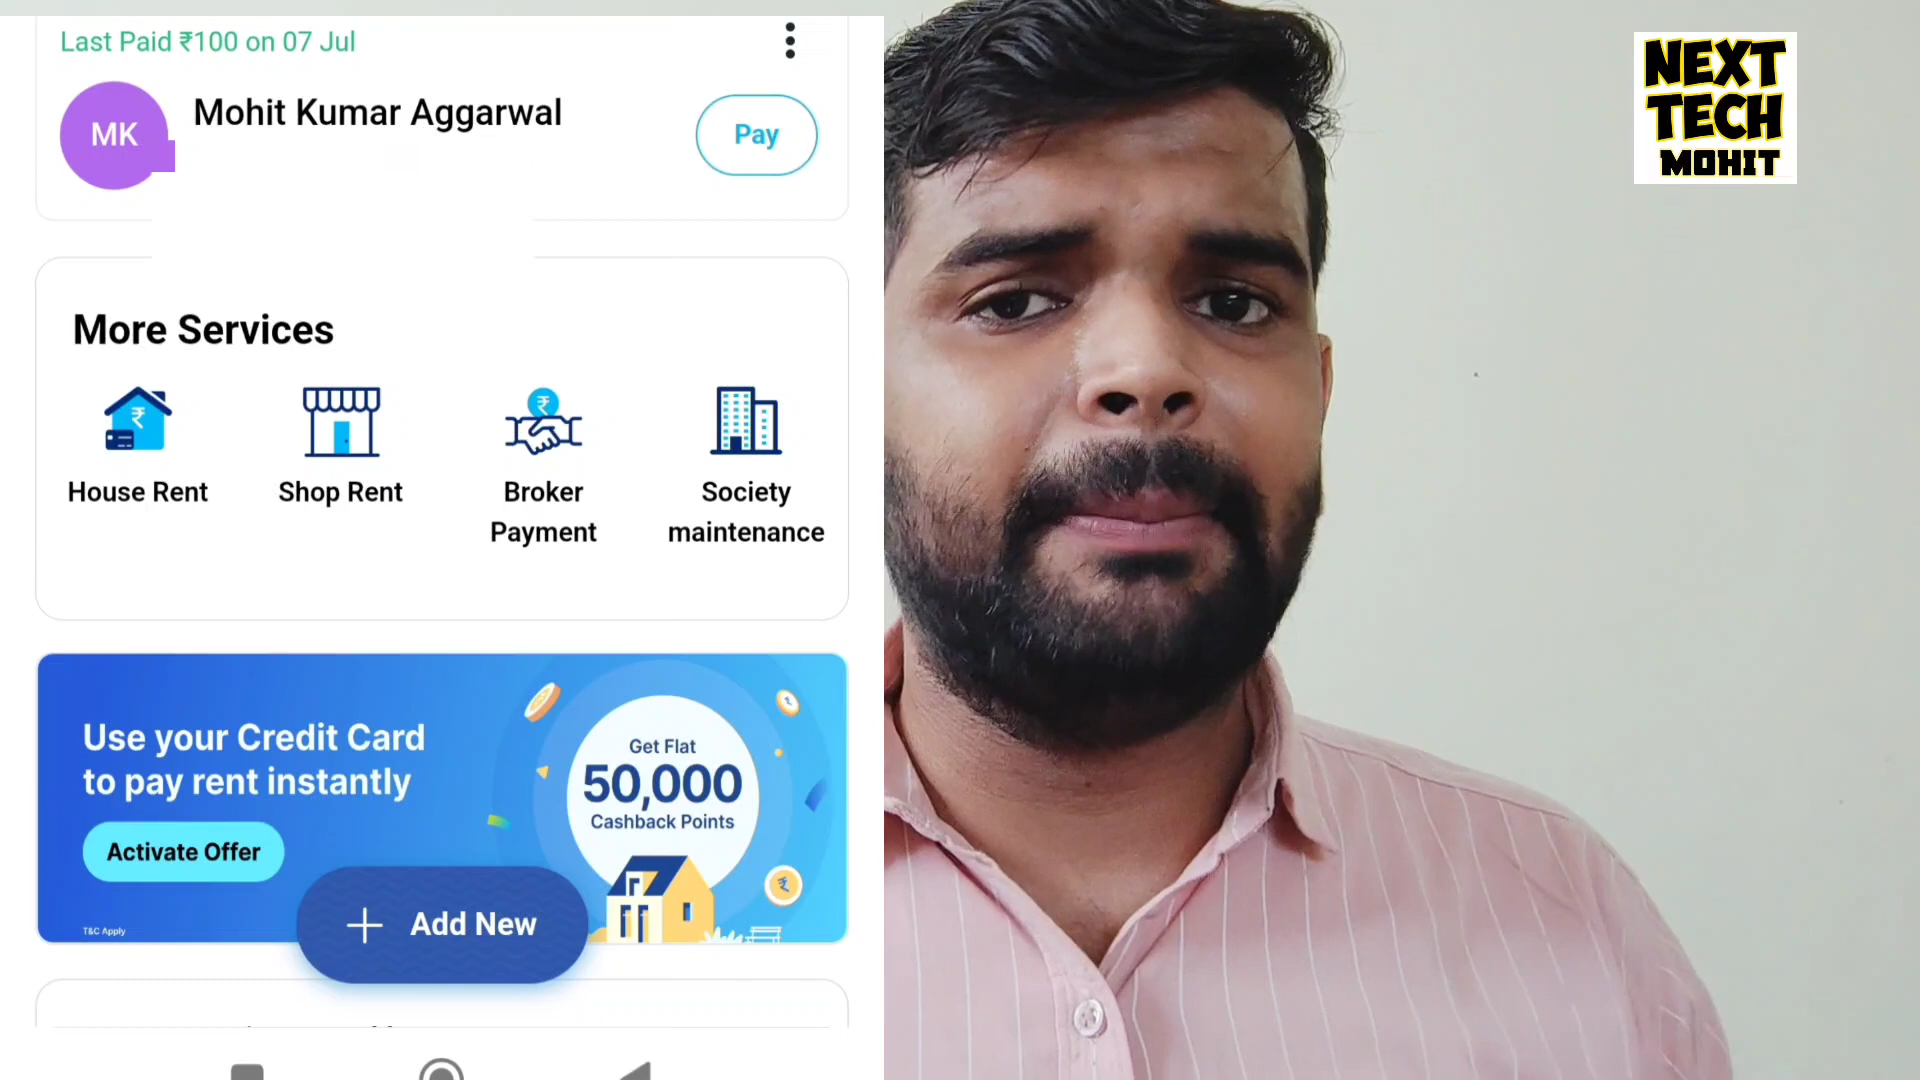 Last Paid ₹100 on 07 Jul
MK
Mohit Kumar Aggarwal
Pay
More Services
House Rent
Shop Rent
Broker
Payment
Society
maintenance
Use your Credit Card
to pay rent instantly
Activate Offer
T&C Apply
Get Flat
50,000
Cashback Points
Add New
NEXT
TECH
MOHIT